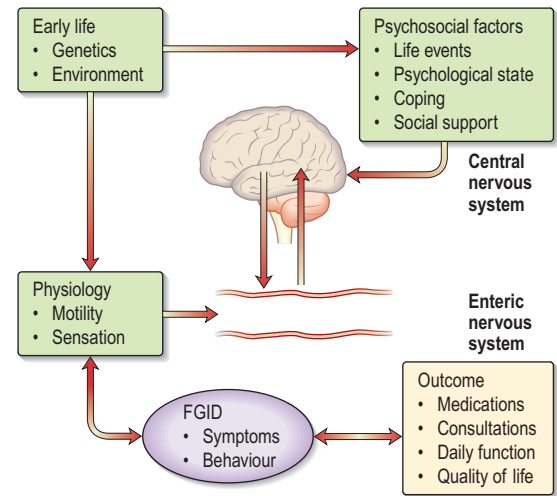 Early life
• Genetics
• Environment
Psychosocial factors
• Life events
• Psychological state
• Coping
• Social support
Central
nervous
system
Physiology
• Motility
• Sensation
Enteric
nervous
system
FGID
• Symptoms
• Behaviour
Outcome
• Medications
• Consultations
• Daily function
• Quality of life